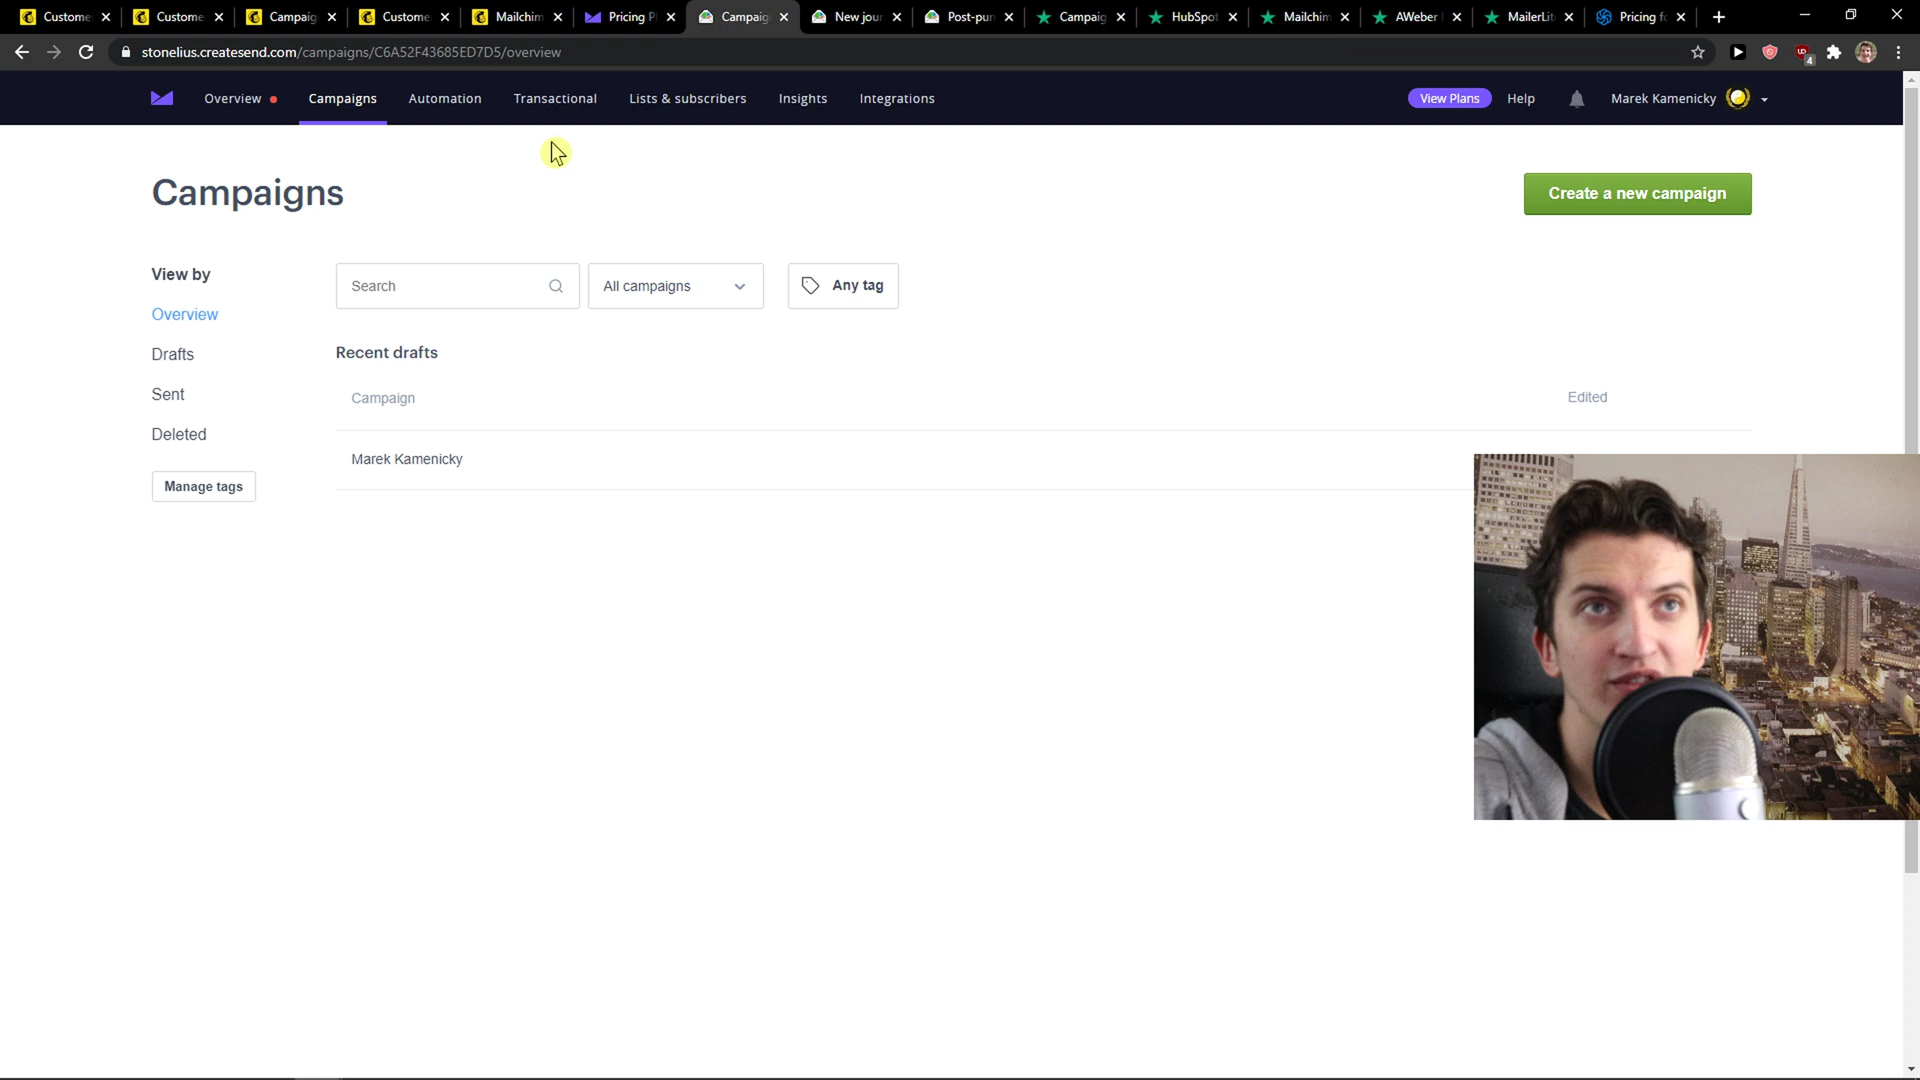 Custome
Custome
Campaig
Custome
Mailchim
Pricing P
Campaig
New jour
Post-pur
Campaig
HubSpot
Mailchim
AWeber
MailerLit
Pricing fo
stonelius.createsend.com/campaigns/C6A52F43685ED7D5/overview
4
Overview
Campaigns
Automation
Transactional
Lists & subscribers
Insights
Integrations
View Plans
Help
Marek Kamenicky
Campaigns
Create a new campaign
View by
Overview
Drafts
Sent
Deleted
Manage tags
Search
All campaigns
Any tag
Recent drafts
Campaign
Edited
Marek Kamenicky